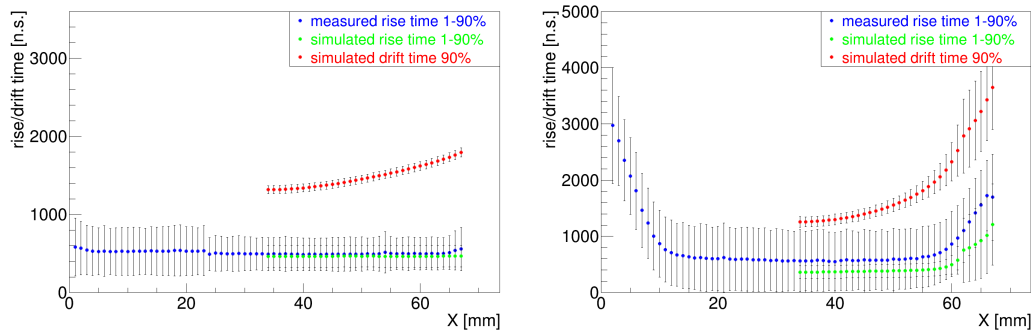 rise/drift time [n.s.]
3000
2000
1000
0
measured rise time 1-90%
simulated rise time 1-90%
simulated drift time 90%
0
20
40
60
X [mm]
rise/drift time [n.s.]
5000
4000
3000
2000
1000
0
measured rise time 1-90%
simulated rise time 1-90%
simulated drift time 90%
0
20
40
60
X [mm]